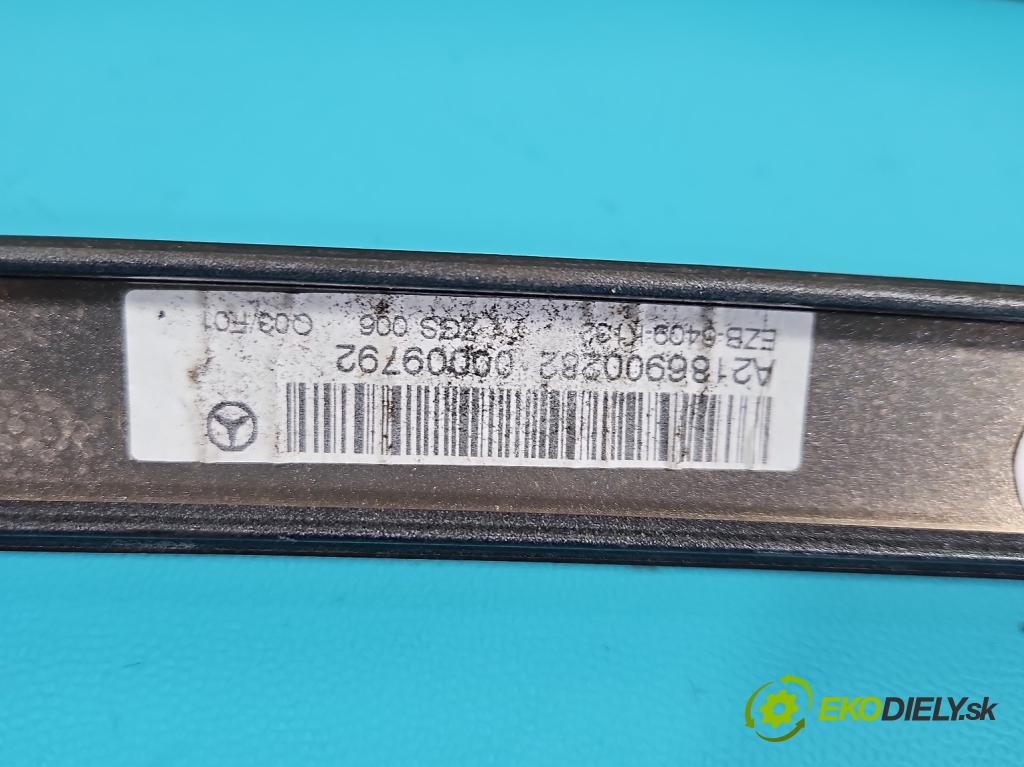 A2186900282 00009792
EZB-6409-K132 ZGS 006 Q03 F01
EKODIELY.sk